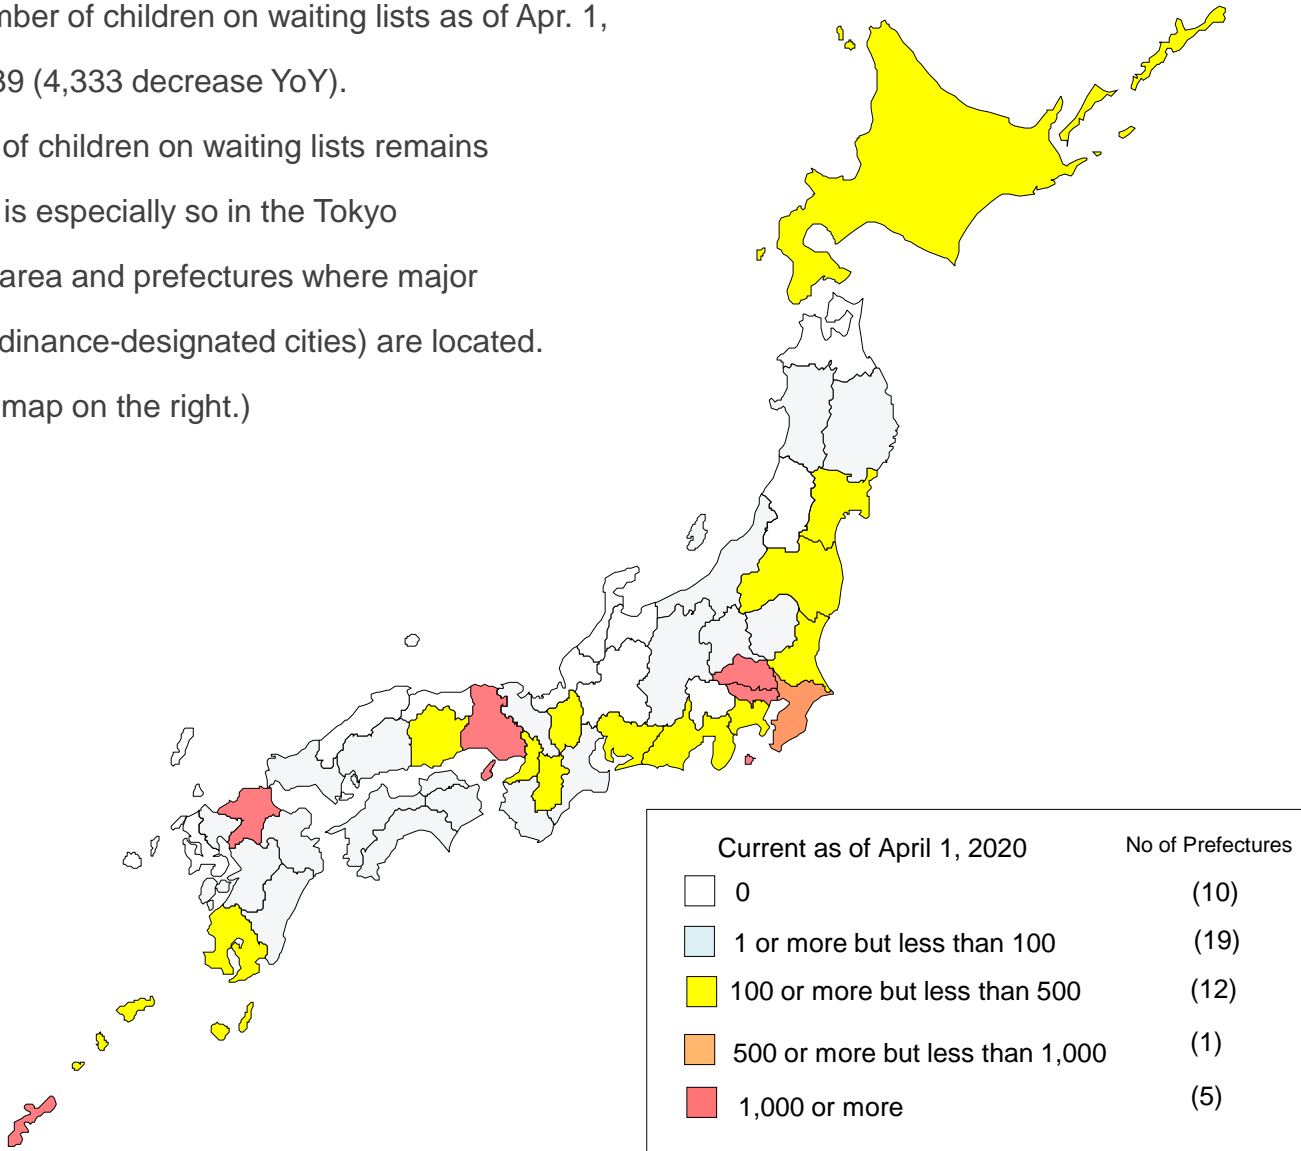 mber of children on waiting lists as of Apr. 1,
39 (4,333 decrease YoY).
of children on waiting lists remains
is especially so in the Tokyo
area and prefectures where major
dinance-designated cities) are located.
map on the right.)
Current as of April 1, 2020 No of Prefectures
0 (10)
1 or more but less than 100 (19)
100 or more but less than 500 (12)
500 or more but less than 1,000 (1)
1,000 or more (5)